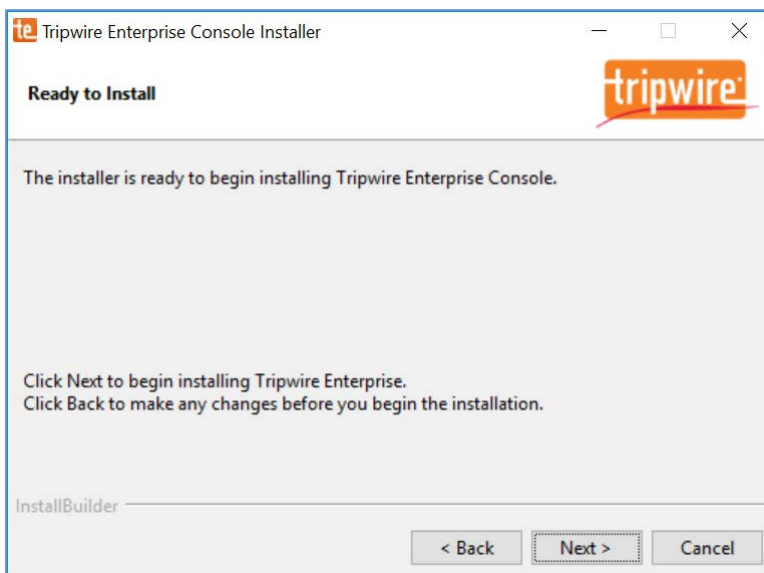 te Tripwire Enterprise Console Installer
Ready to Install
tripwire
The installer is ready to begin installing Tripwire Enterprise Console.
Click Next to begin installing Tripwire Enterprise.
Click Back to make any changes before you begin the installation.
InstallBuilder
< Back Next > Cancel